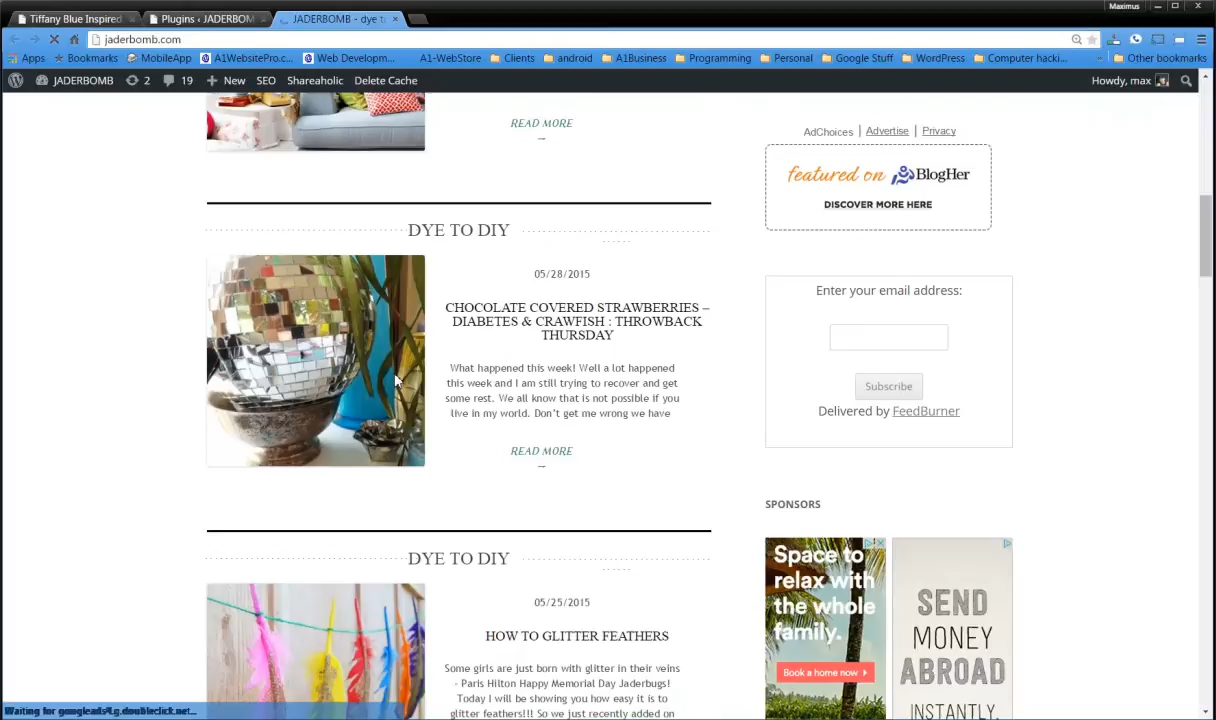 Maximus
Tiffany Blue Inspired
Plugins ‹ JADERBOMB
JADERBOMB - dye t
jaderbomb.com
Apps
Bookmarks
MobileApp
A1WebsitePro.c...
Web Developm...
A1-WebStore
Clients
android
A1Business
Programming
Personal
Google Stuff
WordPress
Computer hacki...
»
Other bookmarks
JADERBOMB
2
19
+ New
SEO
Shareaholic
Delete Cache
Howdy, max
READ MORE
→
AdChoices | Advertise | Privacy
featured on BlogHer
DISCOVER MORE HERE
DYE TO DIY
05/28/2015
CHOCOLATE COVERED STRAWBERRIES –
DIABETES & CRAWFISH : THROWBACK
THURSDAY
What happened this week! Well a lot happened
this week and I am still trying to recover and get
some rest. We all know that is not possible if you
live in my world. Don't get me wrong we have
READ MORE
→
Enter your email address:
Subscribe
Delivered by FeedBurner
SPONSORS
Space to
relax with
the whole
family.
Book a home now
SEND
MONEY
ABROAD
INSTANTLY.
DYE TO DIY
05/25/2015
HOW TO GLITTER FEATHERS
Some girls are just born with glitter in their veins
- Paris Hilton Happy Memorial Day Jaderbugs!
Today I will be showing you how easy it is to
glitter feathers!!! So we just recently added on
Waiting for googleads4.g.doubleclick.net...